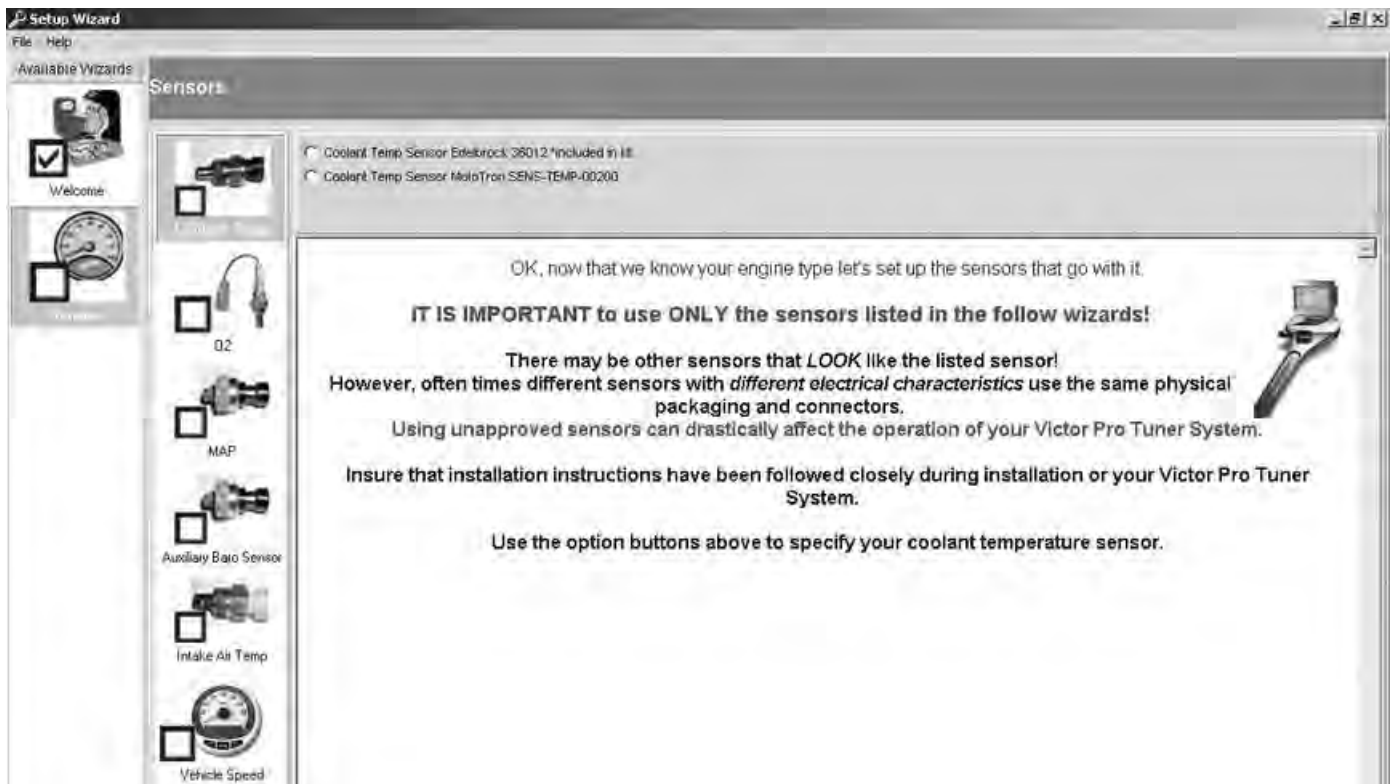 Setup Wizard
File Help
Available Wizards
Sensors
Welcome
Coolant Temp Sensor Edelbrock 36012 *included in kit
Coolant Temp Sensor MoloTron SENS-TEMP-00200
O2
MAP
Auxiliary Baro Sensor
Intake Air Temp
Vehicle Speed
OK, now that we know your engine type let's set up the sensors that go with it.
IT IS IMPORTANT to use ONLY the sensors listed in the follow wizards!
There may be other sensors that LOOK like the listed sensor!
However, often times different sensors with different electrical characteristics use the same physical
packaging and connectors.
Using unapproved sensors can drastically affect the operation of your Victor Pro Tuner System.
Insure that installation instructions have been followed closely during installation or your Victor Pro Tuner
System.
Use the option buttons above to specify your coolant temperature sensor.